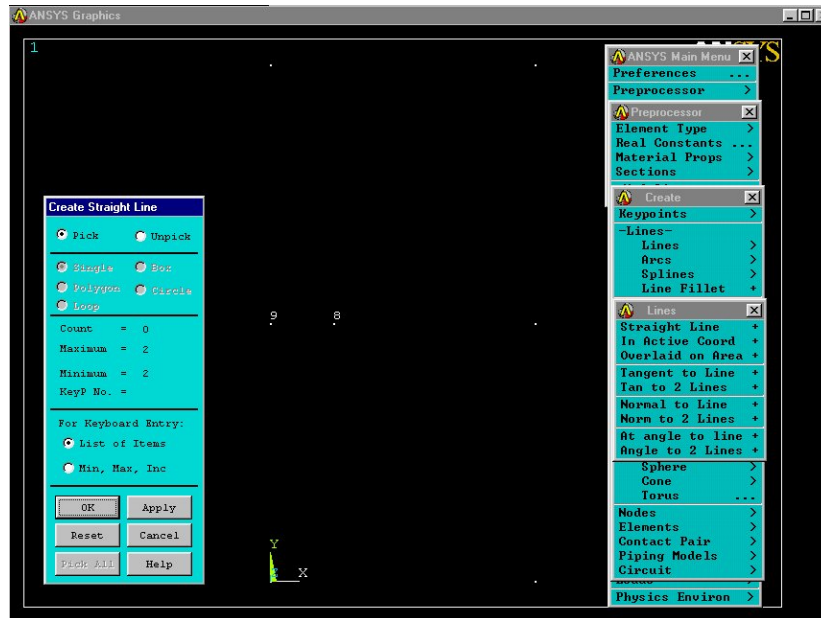 ANSYS Graphics
1
ANSYS Main Menu
Preferences ...
Preprocessor >
Preprocessor
Element Type >
Real Constants ...
Material Props >
Sections >
Create
Keypoints >
-Lines-
Lines >
Arcs >
Splines >
Line Fillet +
Lines
Straight Line +
In Active Coord +
Overlaid on Area +
Tangent to Line +
Tan to 2 Lines +
Normal to Line +
Norm to 2 Lines +
At angle to line +
Angle to 2 Lines +
Sphere >
Cone >
Torus ...
Nodes >
Elements >
Contact Pair >
Piping Models >
Circuit >
Physics Environ >
Create Straight Line
Pick Unpick
Single Box
Polygon Circle
Loop
Count = 0
Maximum = 2
Minimum = 2
KeyP No. =
For Keyboard Entry:
List of Items
Min, Max, Inc
OK Apply
Reset Cancel
Pick All Help
9 8
Y
X